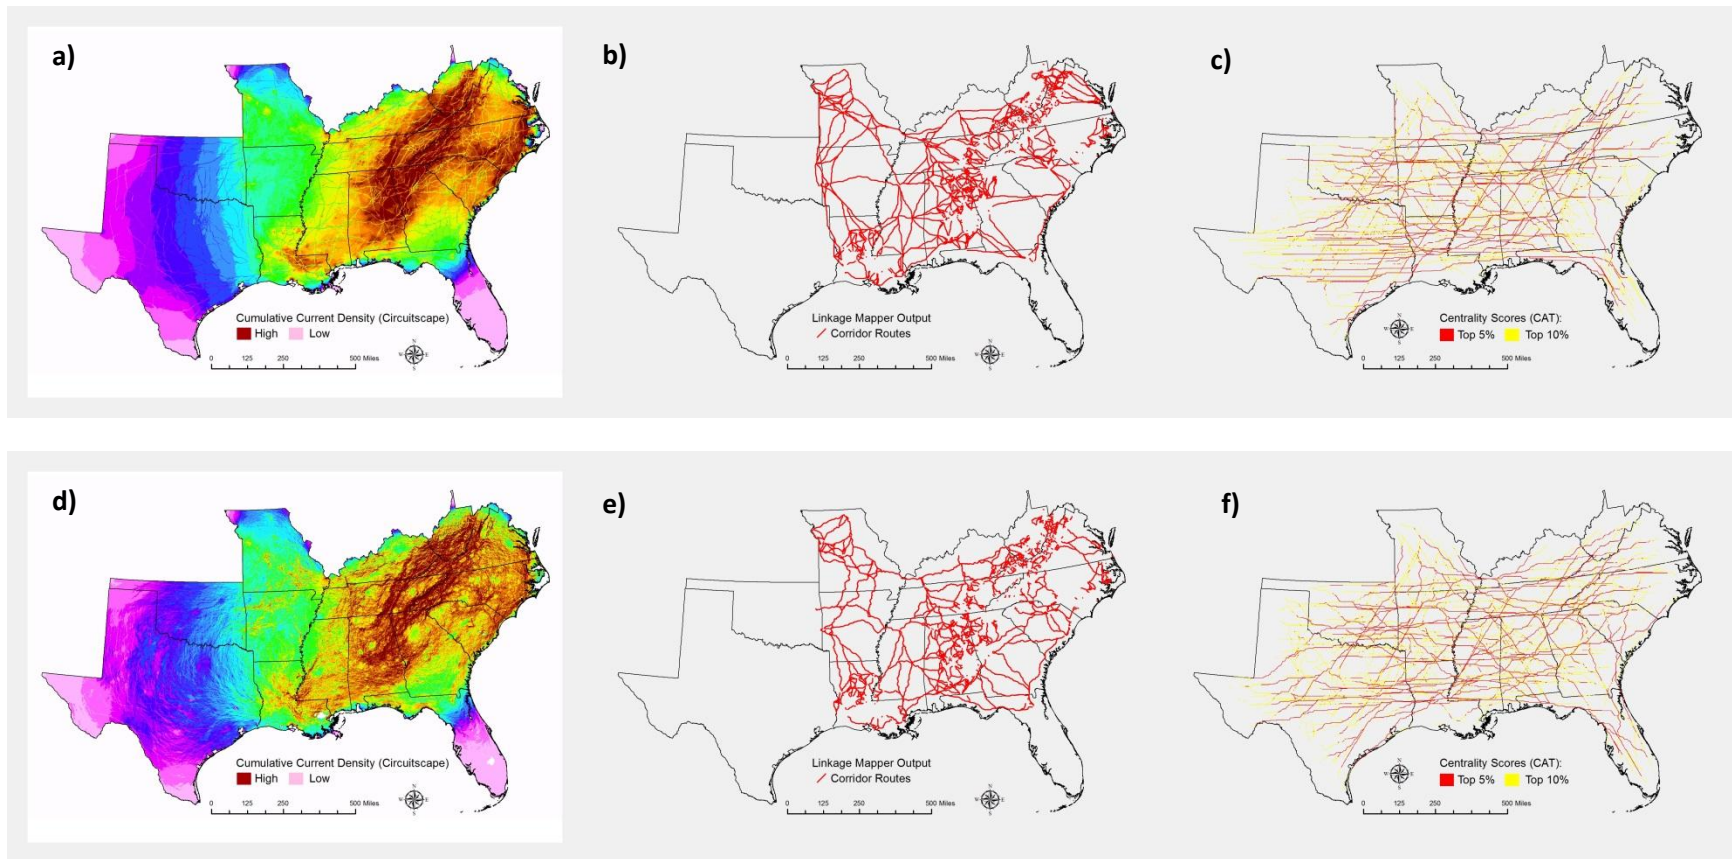 a)
Cumulative Current Density (Circuitscape)
High Low
0 125 250 500 Miles
N
W E
S
b)
Linkage Mapper Output
Corridor Routes
0 125 250 500 Miles
N
W E
S
c)
Centrality Scores (CAT):
Top 5% Top 10%
0 125 250 500 Miles
N
W E
S
d)
Cumulative Current Density (Circuitscape)
High Low
0 125 250 500 Miles
N
W E
S
e)
Linkage Mapper Output
Corridor Routes
0 125 250 500 Miles
N
W E
S
f)
Centrality Scores (CAT):
Top 5% Top 10%
0 125 250 500 Miles
N
W E
S